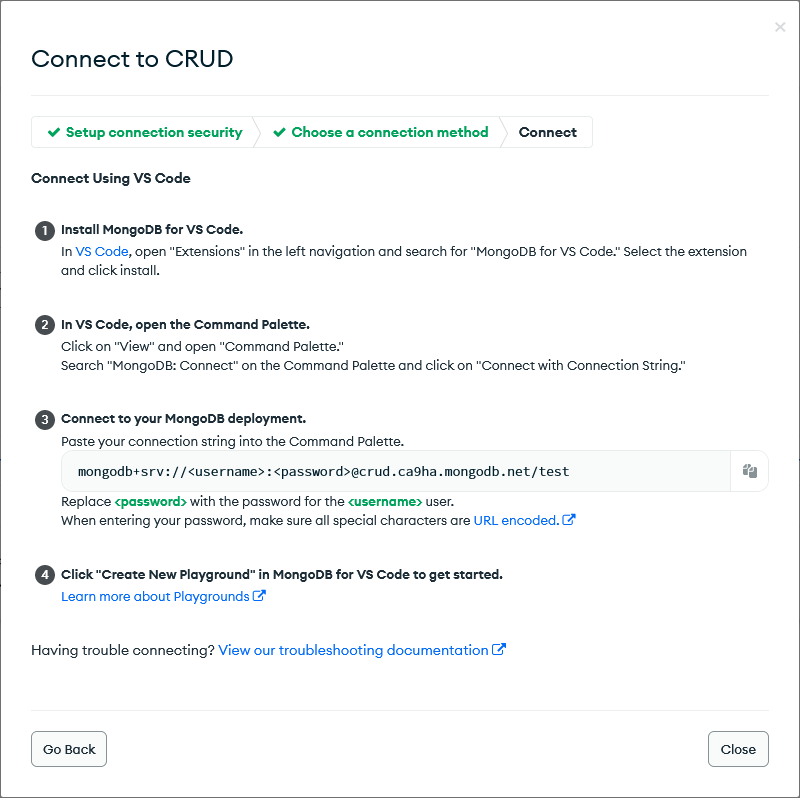 Connect to CRUD
Setup connection security Choose a connection method Connect
Connect Using VS Code
1 Install MongoDB for VS Code.
In VS Code, open "Extensions" in the left navigation and search for "MongoDB for VS Code." Select the extension
and click install.
2 In VS Code, open the Command Palette.
Click on "View" and open "Command Palette."
Search "MongoDB: Connect" on the Command Palette and click on "Connect with Connection String."
3 Connect to your MongoDB deployment.
Paste your connection string into the Command Palette.
mongodb+srv://<username>:<password>@crud.ca9ha.mongodb.net/test
Replace <password> with the password for the <username> user.
When entering your password, make sure all special characters are URL encoded.
4 Click "Create New Playground" in MongoDB for VS Code to get started.
Learn more about Playgrounds
Having trouble connecting? View our troubleshooting documentation
Go Back Close